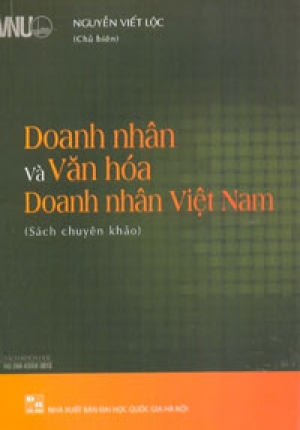 VNU
NGUYỄN VIẾT LỘC
(Chủ biên)
Doanh nhân
và Văn hóa
Doanh nhân Việt Nam
(Sách chuyên khảo)
NHÀ XUẤT BẢN ĐẠI HỌC QUỐC GIA HÀ NỘI